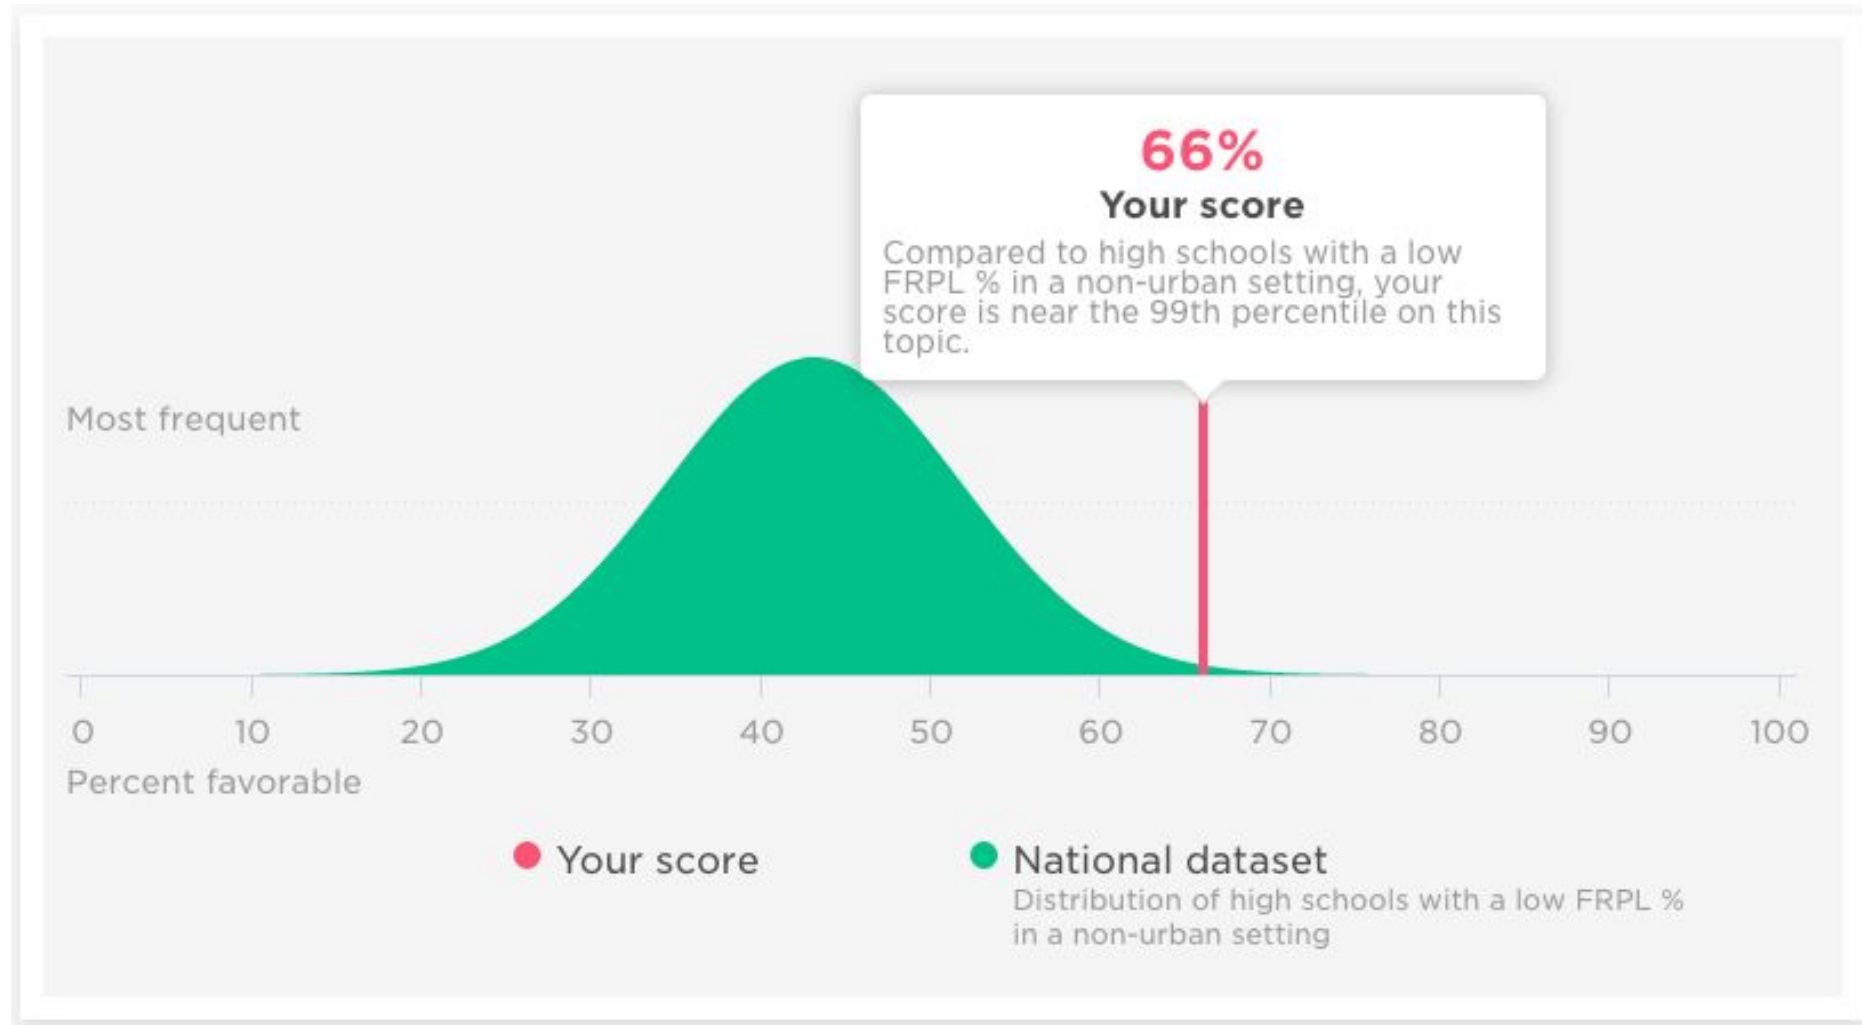 66%
Your score
Compared to high schools with a low
FRPL % in a non-urban setting, your
score is near the 99th percentile on this
topic.
Most frequent
0 10 20 30 40 50 60 70 80 90 100
Percent favorable
Your score
National dataset
Distribution of high schools with a low FRPL %
in a non-urban setting